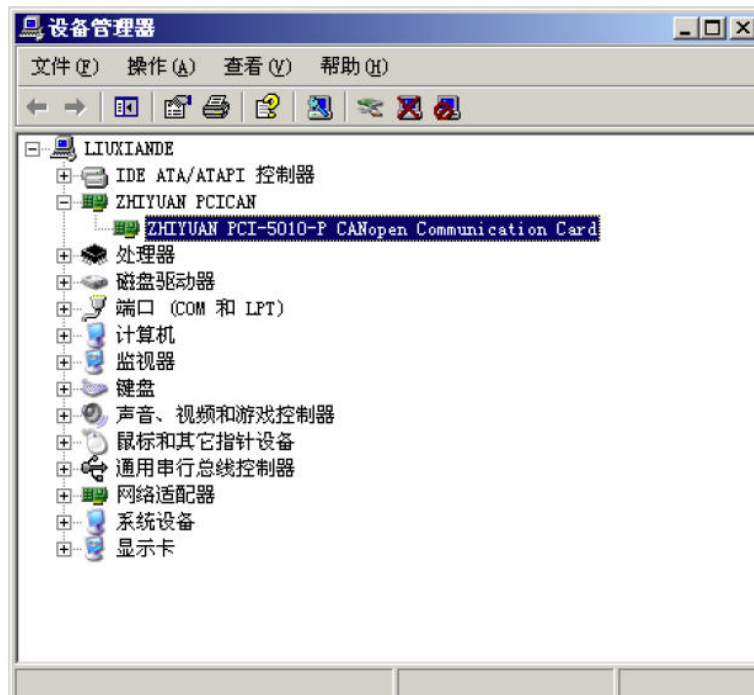 设备管理器
文件(F) 操作(A) 查看(V) 帮助(H)
LIUXIANDE
IDE ATA/ATAPI 控制器
ZHIYUAN PCICAN
ZHIYUAN PCI-5010-P CANopen Communication Card
处理器
磁盘驱动器
端口 (COM 和 LPT)
计算机
监视器
键盘
声音、视频和游戏控制器
鼠标和其它指针设备
通用串行总线控制器
网络适配器
系统设备
显示卡